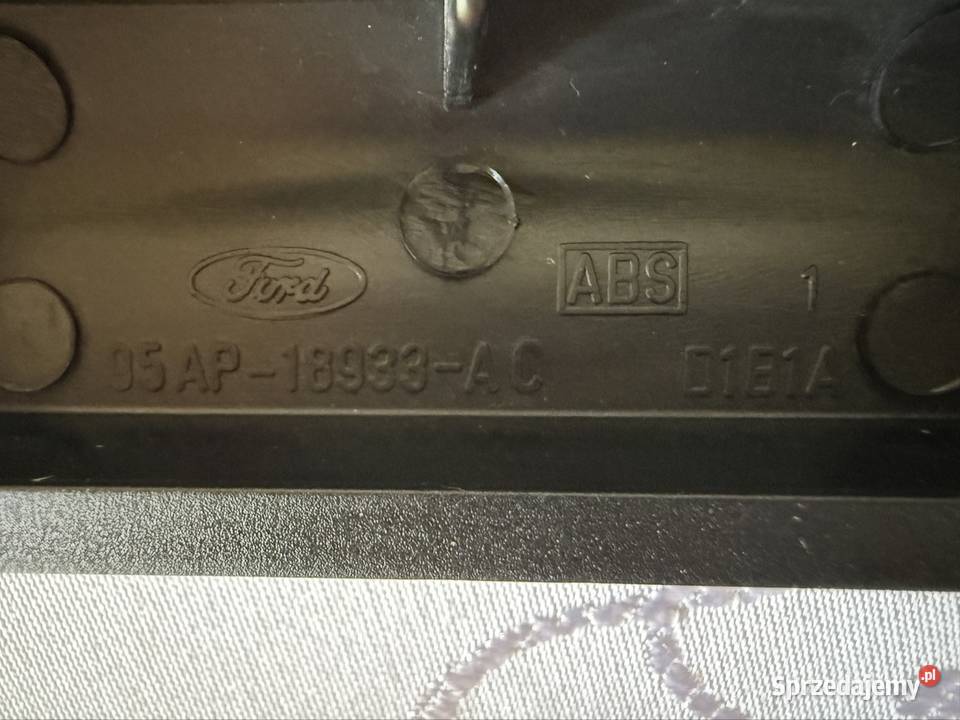 Ford ABS 1
95AP-18933-AC D1E1A
Sprzedajemy.pl